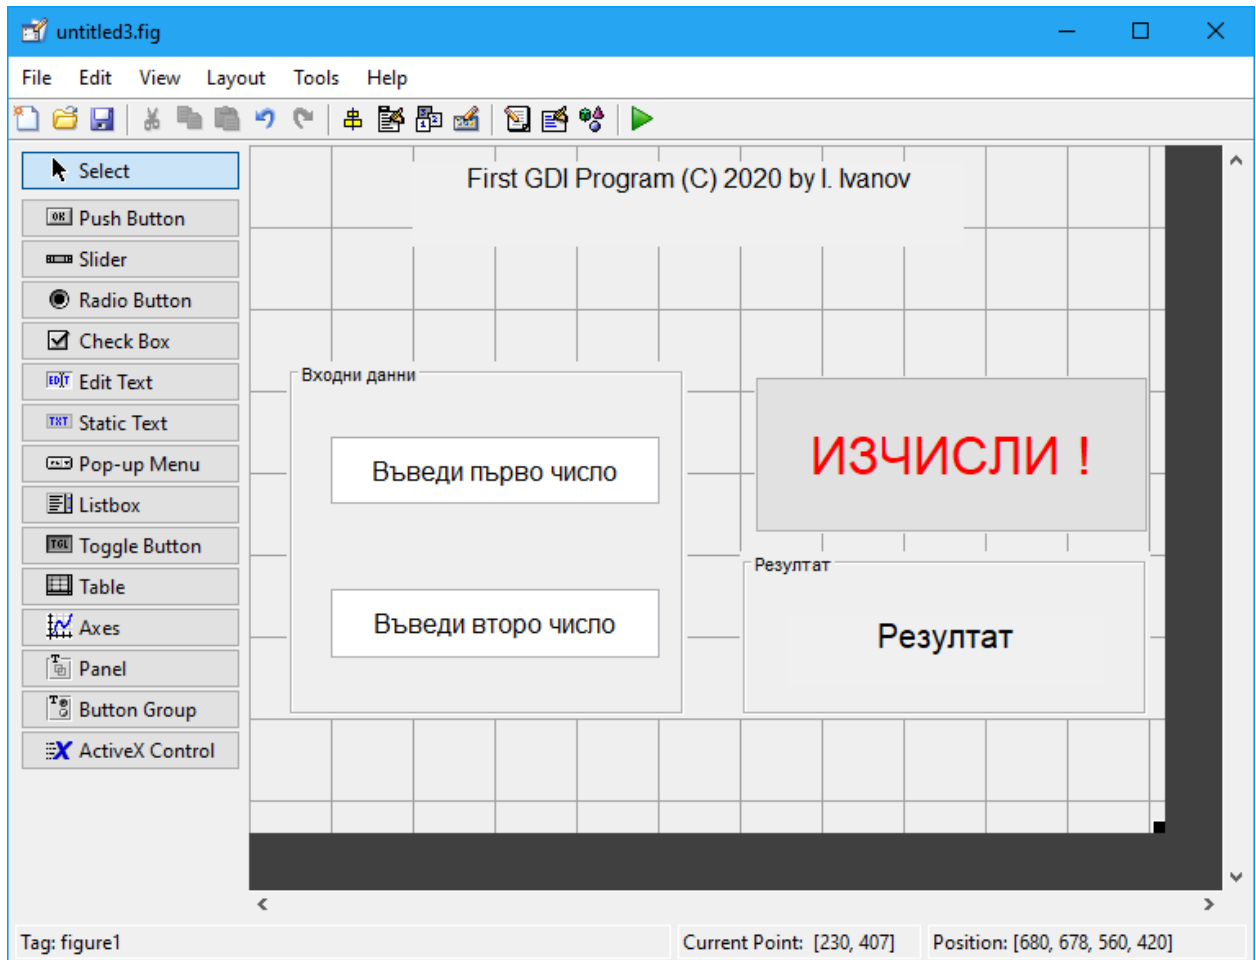 untitled3.fig
File Edit View Layout Tools Help
Select
Push Button
Slider
Radio Button
Check Box
Edit Text
Static Text
Pop-up Menu
Listbox
Toggle Button
Table
Axes
Panel
Button Group
ActiveX Control
First GDI Program (C) 2020 by I. Ivanov
Входни данни
Въведи първо число
Въведи второ число
ИЗЧИСЛИ !
Резултат
Резултат
Tag: figure1
Current Point: [230, 407]
Position: [680, 678, 560, 420]